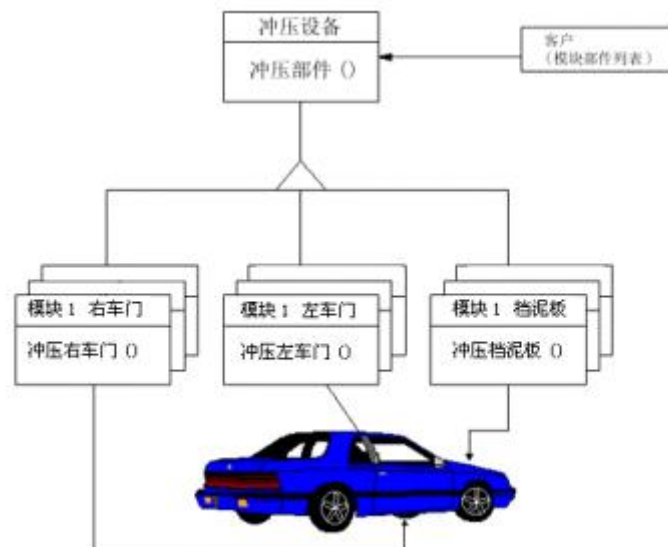 冲压设备
冲压部件 ()
客户
(模块部件列表)
模块 1 右车门
冲压右车门 ()
模块 1 左车门
冲压左车门 ()
模块 1 挡泥板
冲压挡泥板 ()